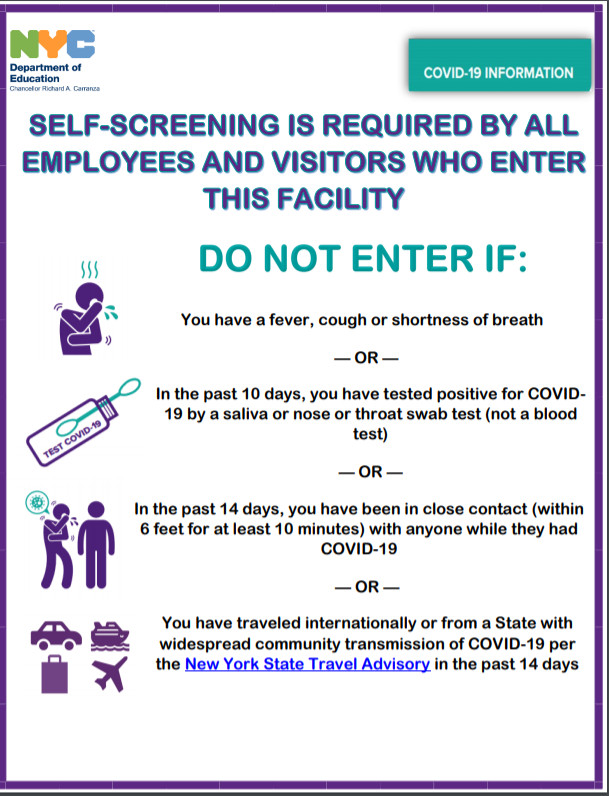 NYC
Department of
Education
Chancellor Richard A. Carranza
COVID-19 INFORMATION
SELF-SCREENING IS REQUIRED BY ALL
EMPLOYEES AND VISITORS WHO ENTER
THIS FACILITY
DO NOT ENTER IF:
You have a fever, cough or shortness of breath
— OR —
In the past 10 days, you have tested positive for COVID-
19 by a saliva or nose or throat swab test (not a blood
test)
TEST COVID-19
— OR —
In the past 14 days, you have been in close contact (within
6 feet for at least 10 minutes) with anyone while they had
COVID-19
— OR —
You have traveled internationally or from a State with
widespread community transmission of COVID-19 per
the New York State Travel Advisory in the past 14 days